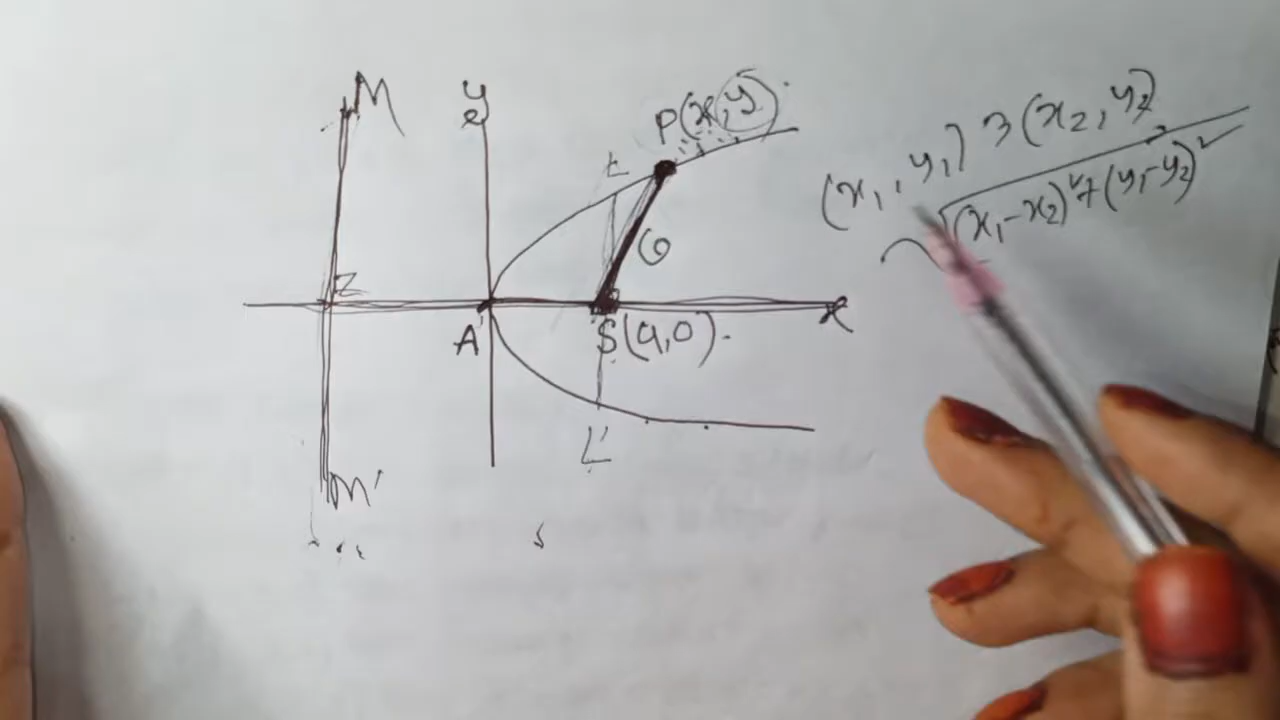 M
y
P(x, y)
(x₁, y₁) ও (x₂, y₂)
√(x₁-x₂)²+(y₁-y₂)²
L
Z
A
S(a,0)
x
L'
M'